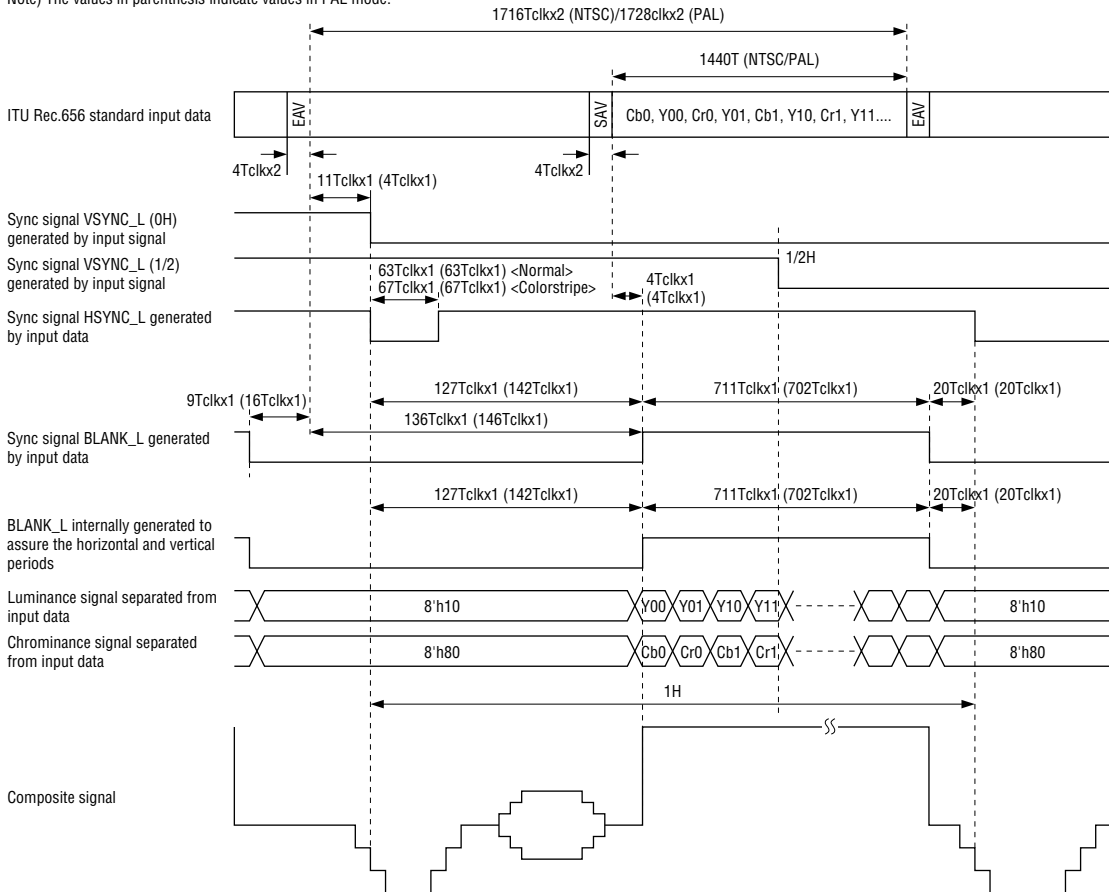 Note) The values in parenthesis indicate values in PAL mode.
1716Tclkx2 (NTSC)/1728clkx2 (PAL)
1440T (NTSC/PAL)
ITU Rec.656 standard input data
EAV
SAV
Cb0, Y00, Cr0, Y01, Cb1, Y10, Cr1, Y11....
EAV
4Tclkx2
4Tclkx2
11Tclkx1 (4Tclkx1)
Sync signal VSYNC_L (0H)
generated by input signal
Sync signal VSYNC_L (1/2)
generated by input signal
1/2H
63Tclkx1 (63Tclkx1) <Normal>
67Tclkx1 (67Tclkx1) <Colorstripe>
4Tclkx1
(4Tclkx1)
Sync signal HSYNC_L generated
by input data
9Tclkx1 (16Tclkx1)
127Tclkx1 (142Tclkx1)
711Tclkx1 (702Tclkx1)
20Tclkx1 (20Tclkx1)
136Tclkx1 (146Tclkx1)
Sync signal BLANK_L generated
by input data
127Tclkx1 (142Tclkx1)
711Tclkx1 (702Tclkx1)
20Tclkx1 (20Tclkx1)
BLANK_L internally generated to
assure the horizontal and vertical
periods
Luminance signal separated from
input data
8'h10
Y00
Y01
Y10
Y11
8'h10
Chrominance signal separated
from input data
8'h80
Cb0
Cr0
Cb1
Cr1
8'h80
1H
Composite signal